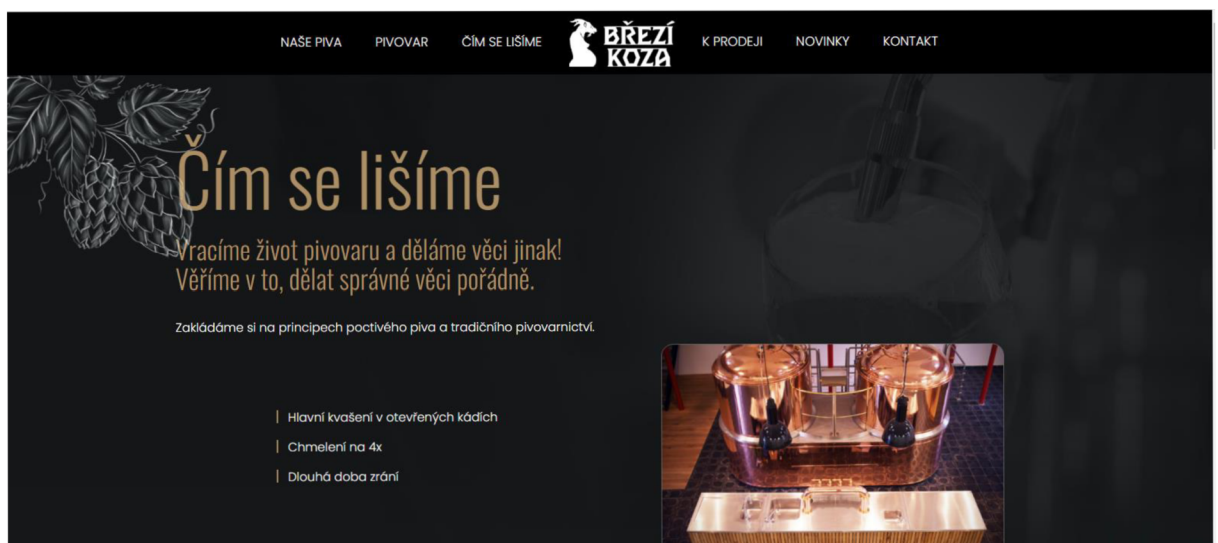 NAŠE PIVA
PIVOVAR
ČÍM SE LIŠÍME
BŘEZÍ
KOZA
K PRODEJI
NOVINKY
KONTAKT
Čím se lišíme
Vracíme život pivovaru a děláme věci jinak!
Věříme v to, dělat správné věci pořádně.
Zakládáme si na principech poctivého piva a tradičního pivovarnictví.
Hlavní kvašení v otevřených kádích
Chmelení na 4x
Dlouhá doba zrání